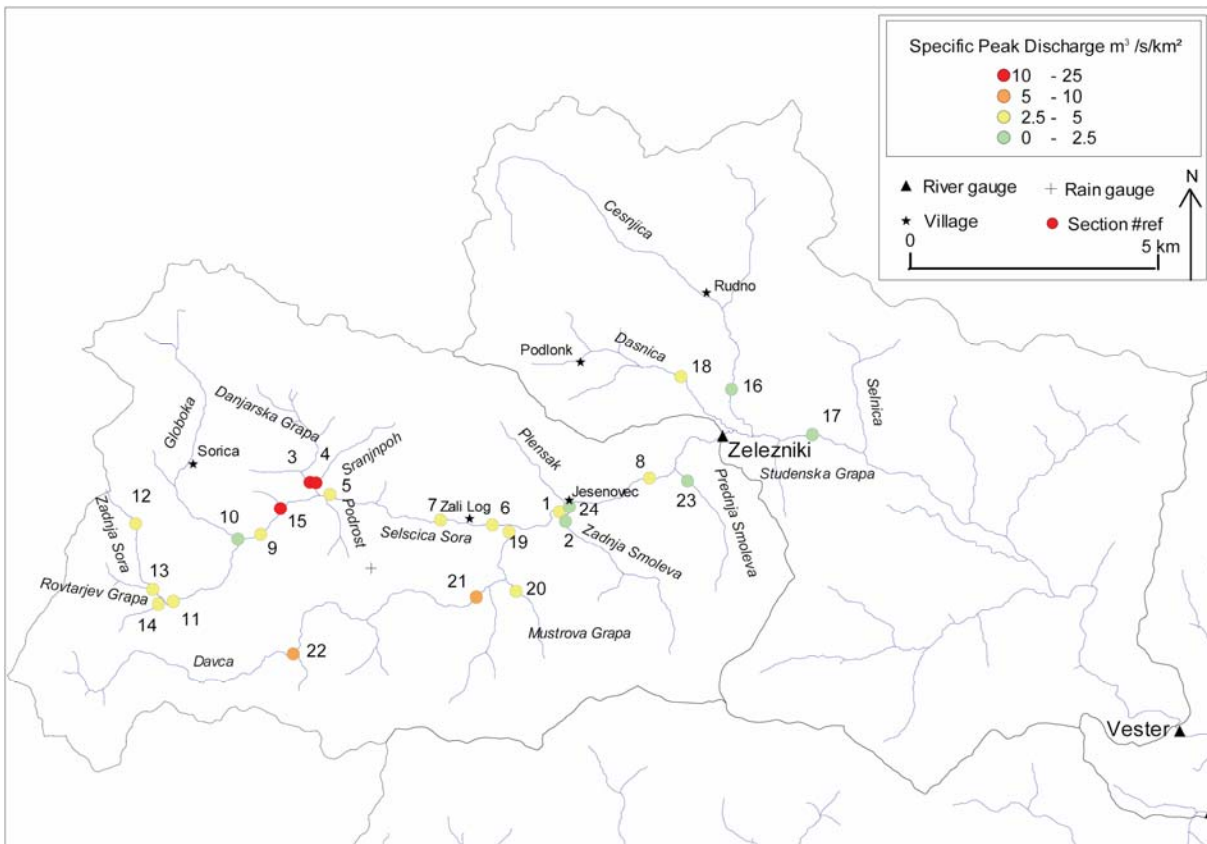 Specific Peak Discharge m³ /s/km²
10 - 25
5 - 10
2.5 - 5
0 - 2.5
River gauge
Rain gauge
Village
Section #ref
N
0
5 km
Cesnjica
Rudno
Podlonk
Dasnica
18
16
Selnica
17
Zelezniki
Studenska Grapa
Globoka
Danjarska Grapa
Sorica
3
4
Sranjnpoh
5
Podrost
Plensak
8
Jesenovec
23
Prednja Smoleva
12
Zadnja Sora
10
15
9
7
Zali Log
6
1
24
Selscica Sora
19
2
Zadnja Smoleva
13
Rovtarjev Grapa
14
11
21
20
Mustrova Grapa
22
Davca
Vester